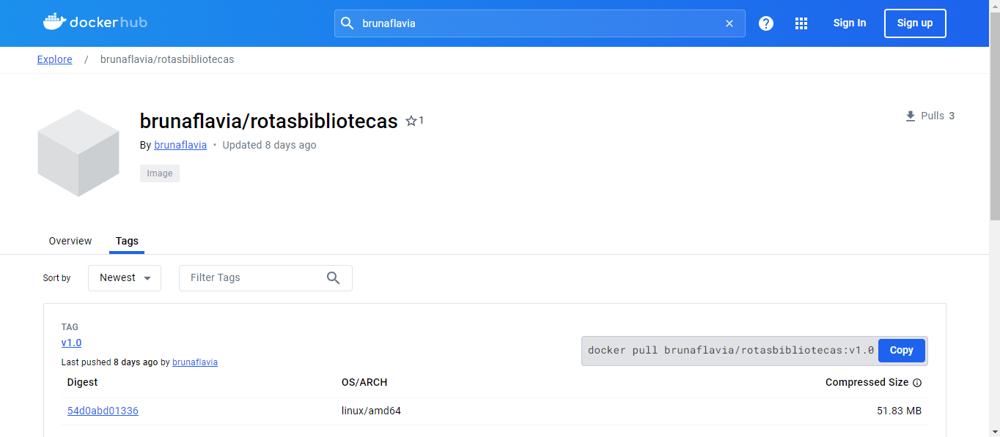 dockerhub
brunaflavia
Sign In
Sign up
Explore / brunaflavia/rotasbibliotecas
brunaflavia/rotasbibliotecas 1
Pulls 3
By brunaflavia • Updated 8 days ago
Image
Overview
Tags
Sort by
Newest
Filter Tags
TAG
v1.0
docker pull brunaflavia/rotasbibliotecas:v1.0
Copy
Last pushed 8 days ago by brunaflavia
Digest
OS/ARCH
Compressed Size
54d0abd01336
linux/amd64
51.83 MB